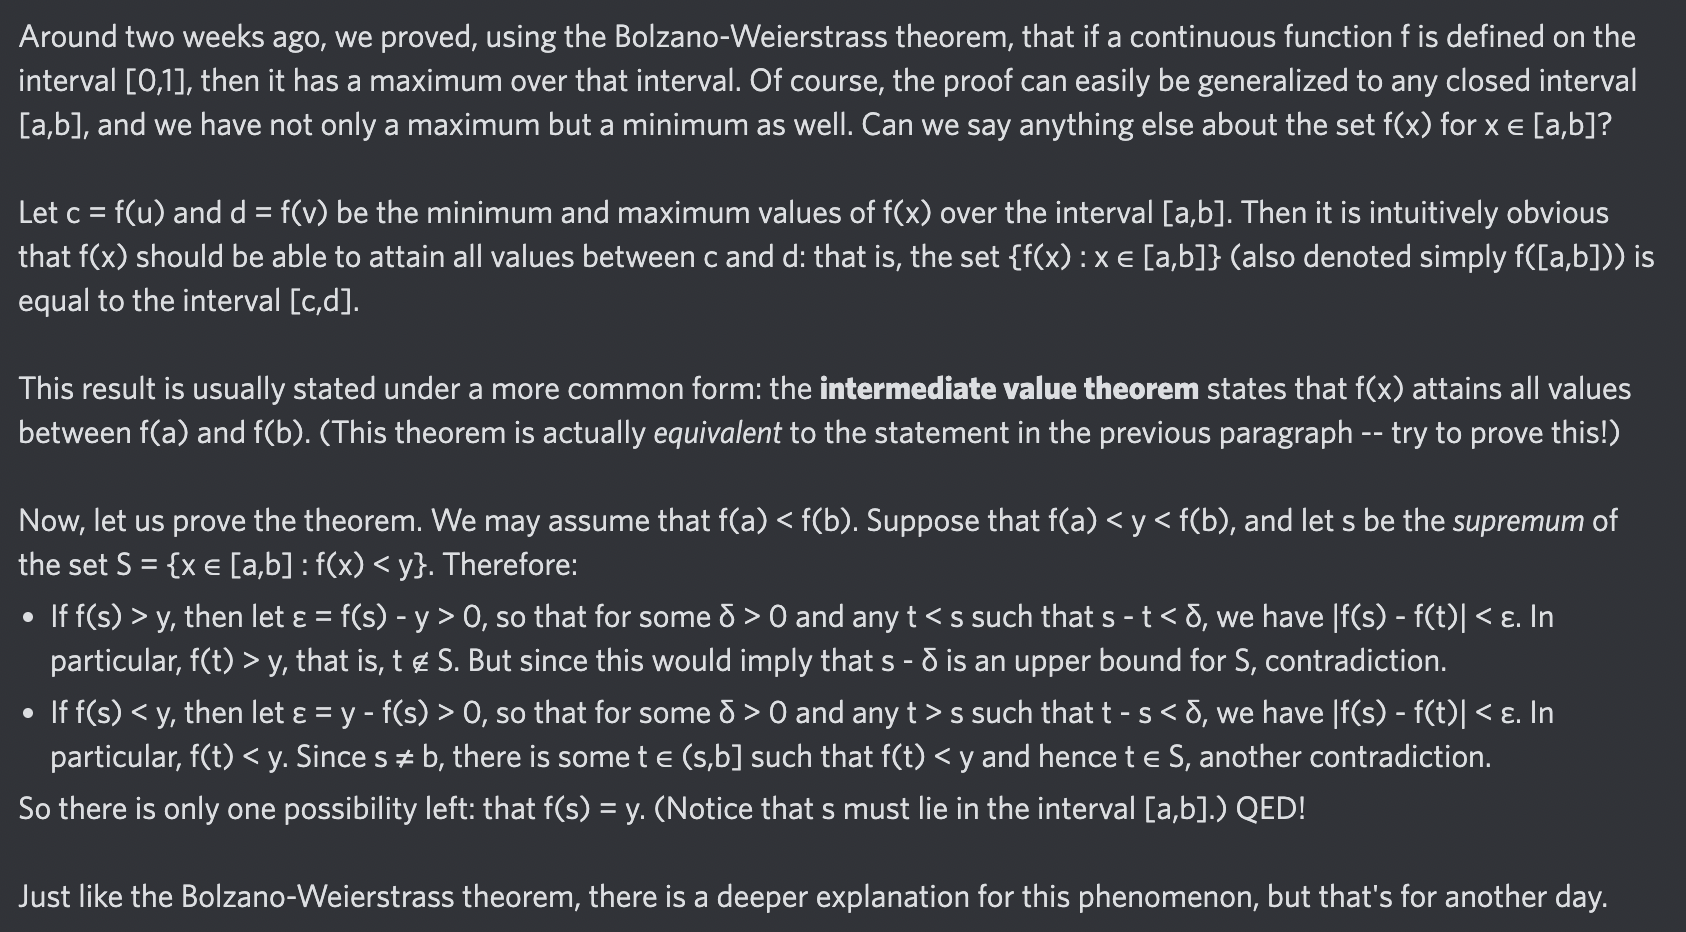 Around two weeks ago, we proved, using the Bolzano-Weierstrass theorem, that if a continuous function f is defined on the
interval [0,1], then it has a maximum over that interval. Of course, the proof can easily be generalized to any closed interval
[a,b], and we have not only a maximum but a minimum as well. Can we say anything else about the set f(x) for x ∈ [a,b]?
Let c = f(u) and d = f(v) be the minimum and maximum values of f(x) over the interval [a,b]. Then it is intuitively obvious
that f(x) should be able to attain all values between c and d: that is, the set {f(x) : x ∈ [a,b]} (also denoted simply f([a,b])) is
equal to the interval [c,d].
This result is usually stated under a more common form: the intermediate value theorem states that f(x) attains all values
between f(a) and f(b). (This theorem is actually equivalent to the statement in the previous paragraph -- try to prove this!)
Now, let us prove the theorem. We may assume that f(a) < f(b). Suppose that f(a) < y < f(b), and let s be the supremum of
the set S = {x ∈ [a,b] : f(x) < y}. Therefore:
• If f(s) > y, then let ε = f(s) - y > 0, so that for some δ > 0 and any t < s such that s - t < δ, we have |f(s) - f(t)| < ε. In
particular, f(t) > y, that is, t ∉ S. But since this would imply that s - δ is an upper bound for S, contradiction.
• If f(s) < y, then let ε = y - f(s) > 0, so that for some δ > 0 and any t > s such that t - s < δ, we have |f(s) - f(t)| < ε. In
particular, f(t) < y. Since s ≠ b, there is some t ∈ (s,b] such that f(t) < y and hence t ∈ S, another contradiction.
So there is only one possibility left: that f(s) = y. (Notice that s must lie in the interval [a,b].) QED!
Just like the Bolzano-Weierstrass theorem, there is a deeper explanation for this phenomenon, but that's for another day.